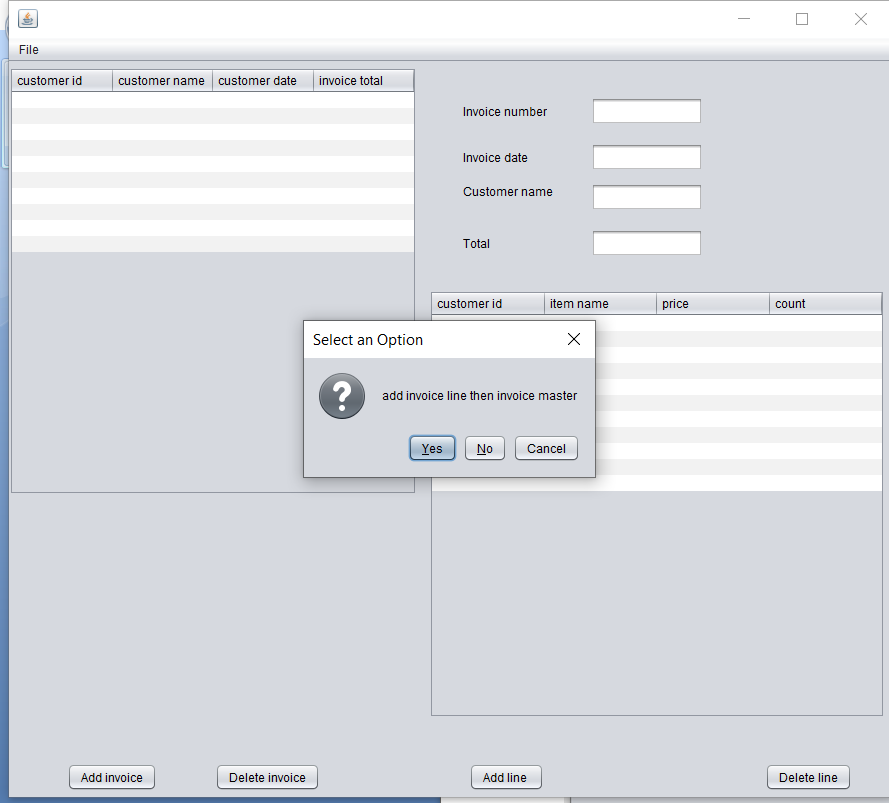 File
customer id customer name customer date invoice total
Invoice number
Invoice date
Customer name
Total
customer id item name price count
Select an Option
add invoice line then invoice master
Yes No Cancel
Add invoice Delete invoice Add line Delete line